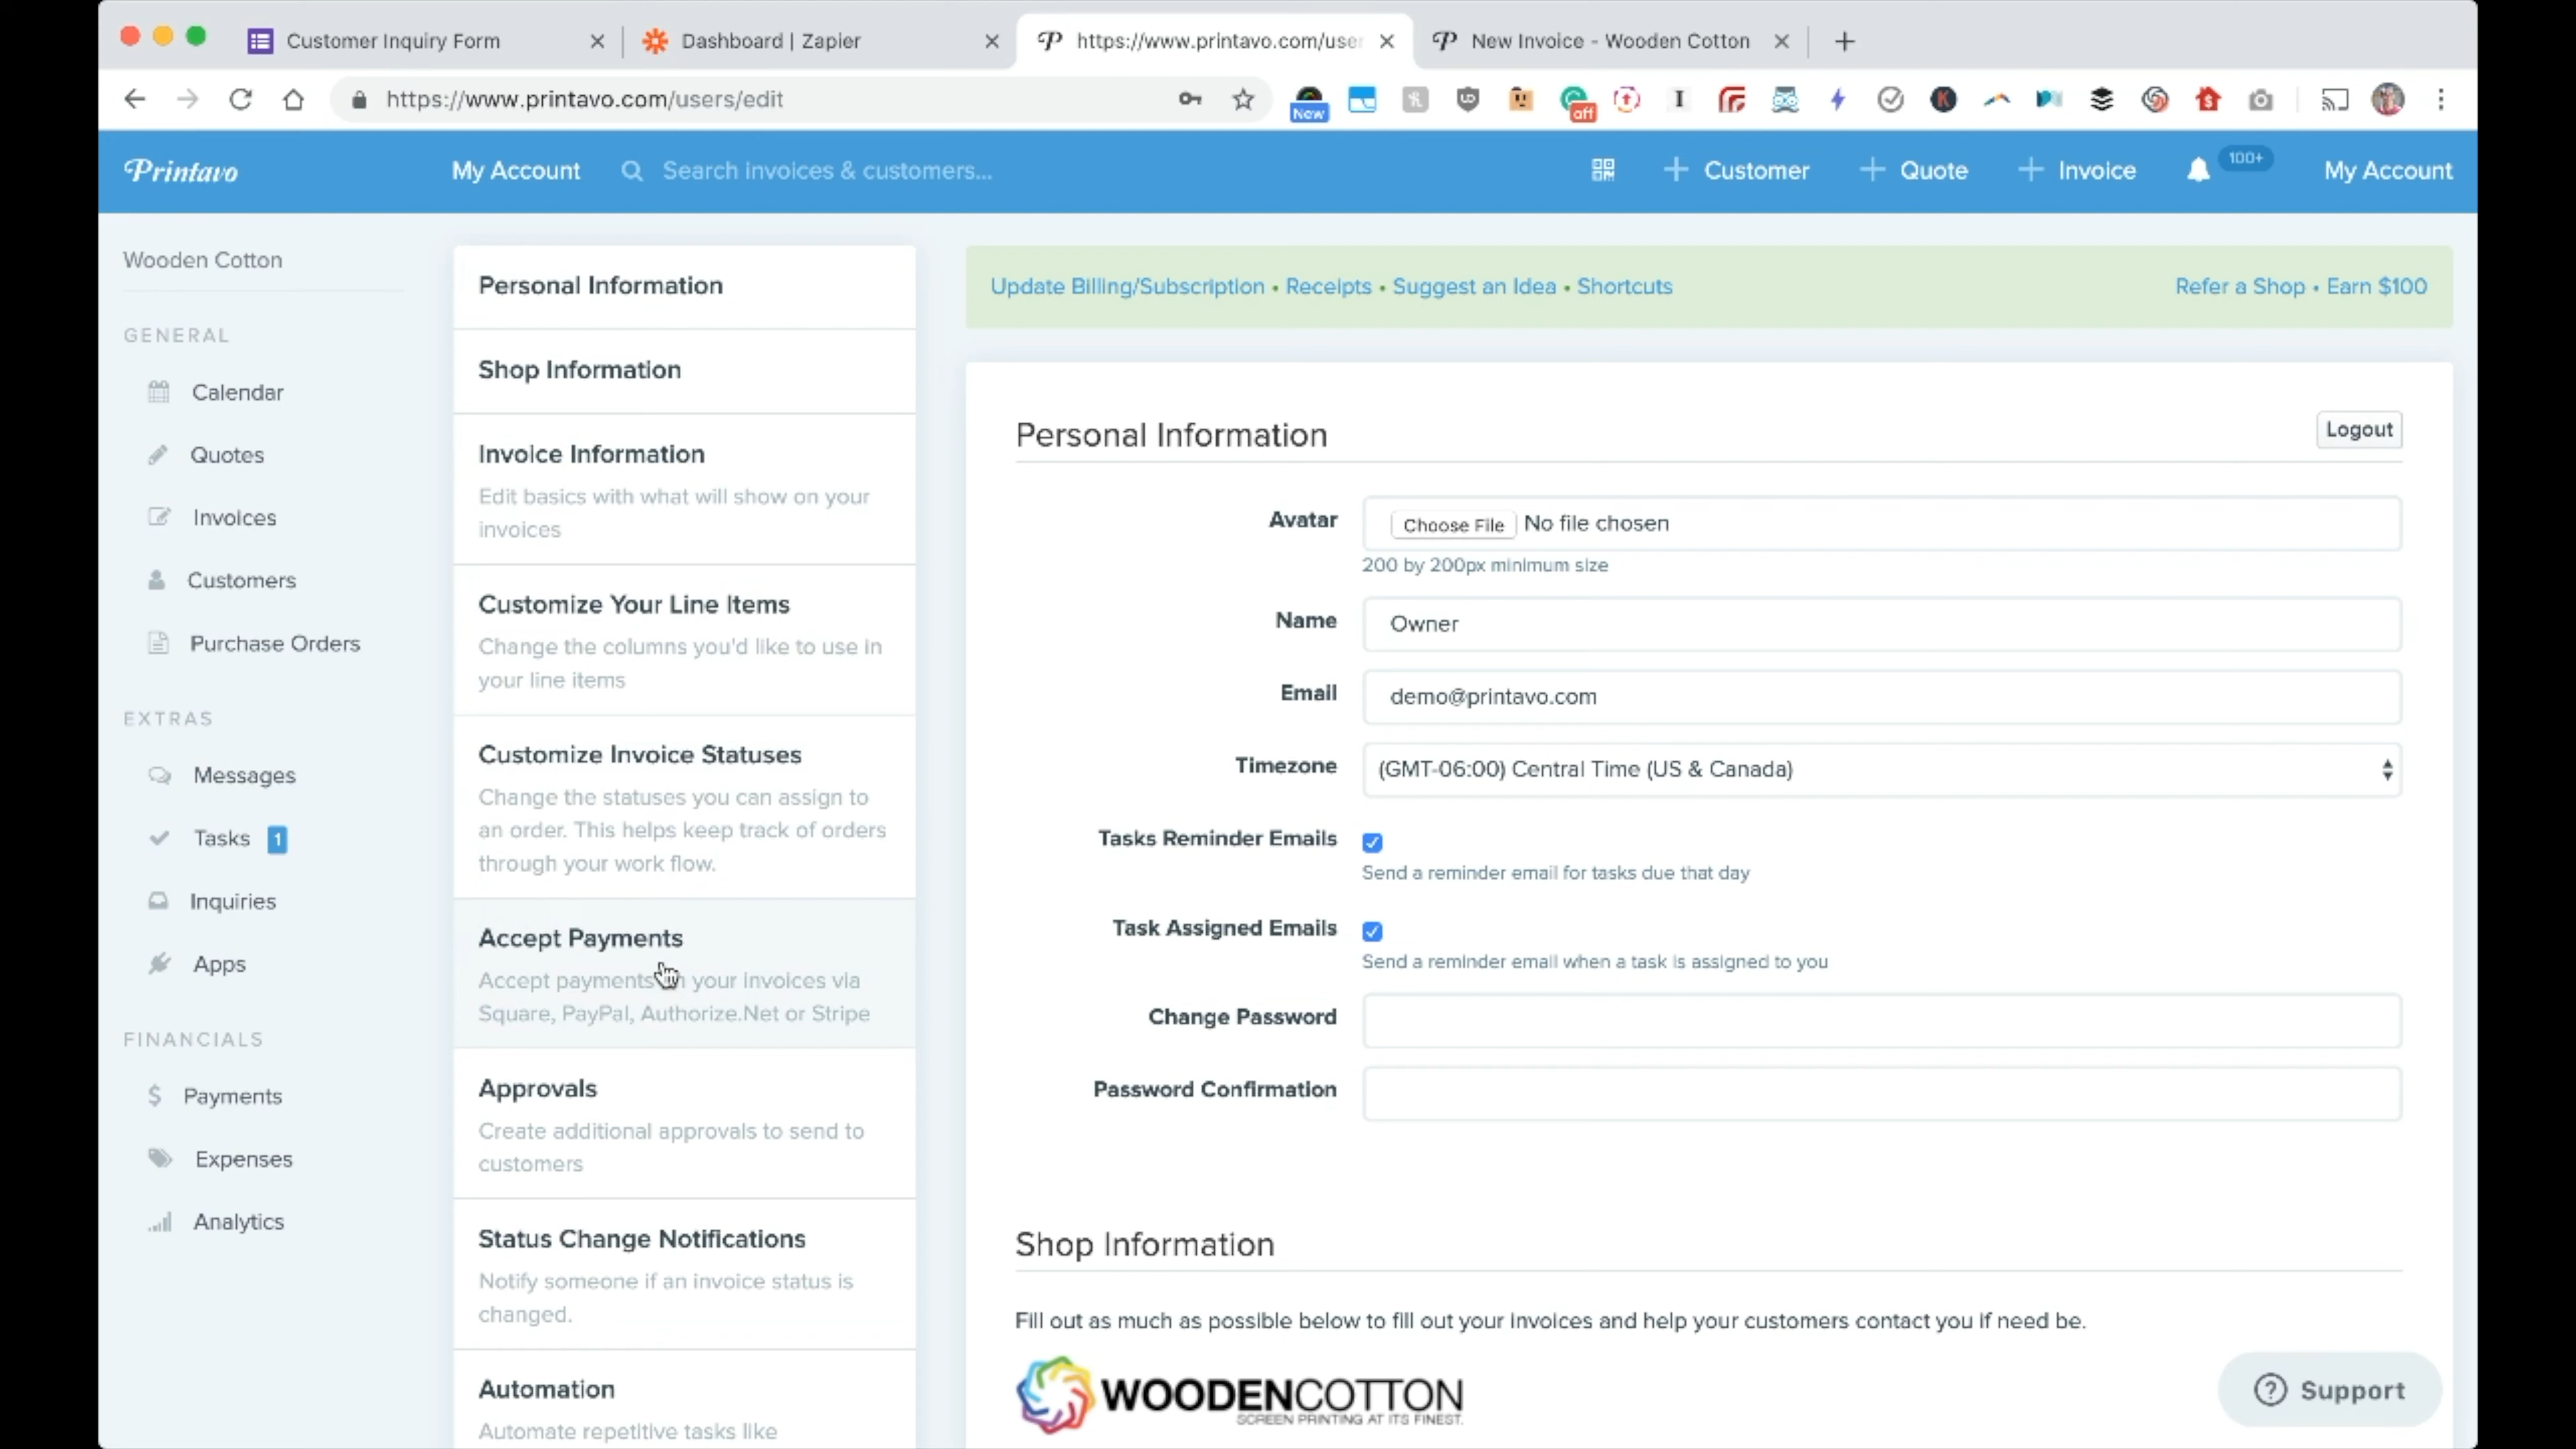 Customer Inquiry Form
Dashboard | Zapier
https://www.printavo.com/user
New Invoice - Wooden Cotton
https://www.printavo.com/users/edit
New
off
Printavo
My Account
Search invoices & customers...
Customer
Quote
Invoice
100+
My Account
Wooden Cotton
GENERAL
Calendar
Quotes
Invoices
Customers
Purchase Orders
EXTRAS
Messages
Tasks 1
Inquiries
Apps
FINANCIALS
Payments
Expenses
Analytics
Personal Information
Shop Information
Invoice Information
Edit basics with what will show on your
invoices
Customize Your Line Items
Change the columns you'd like to use in
your line items
Customize Invoice Statuses
Change the statuses you can assign to
an order. This helps keep track of orders
through your work flow.
Accept Payments
Accept payments your invoices via
Square, PayPal, Authorize.Net or Stripe
Approvals
Create additional approvals to send to
customers
Status Change Notifications
Notify someone if an invoice status is
changed.
Automation
Automate repetitive tasks like
Update Billing/Subscription • Receipts • Suggest an Idea • Shortcuts
Refer a Shop • Earn $100
Personal Information
Logout
Avatar
Choose File No file chosen
200 by 200px minimum size
Name
Owner
Email
demo@printavo.com
Timezone
(GMT-06:00) Central Time (US & Canada)
Tasks Reminder Emails
Send a reminder email for tasks due that day
Task Assigned Emails
Send a reminder email when a task is assigned to you
Change Password
Password Confirmation
Shop Information
Fill out as much as possible below to fill out your invoices and help your customers contact you if need be.
WOODENCOTTON
SCREEN PRINTING AT ITS FINEST.
Support